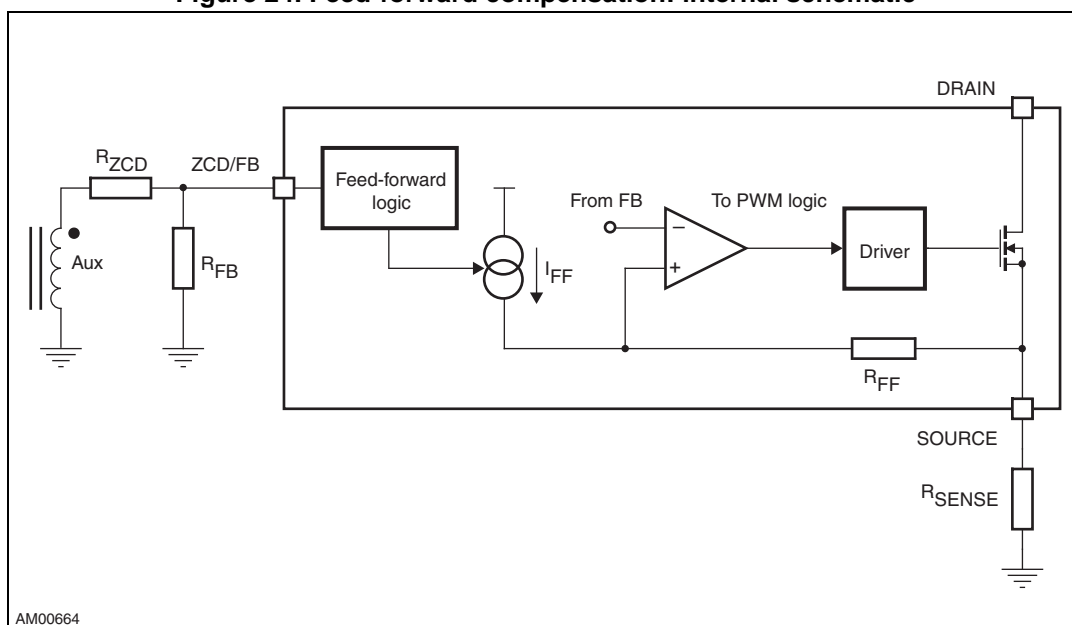 Figure 24. Feed-forward compensation: internal schematic
DRAIN
RZCD
ZCD/FB
Feed-forward
logic
From FB
To PWM logic
Aux
RFB
IFF
Driver
RFF
SOURCE
RSENSE
AM00664